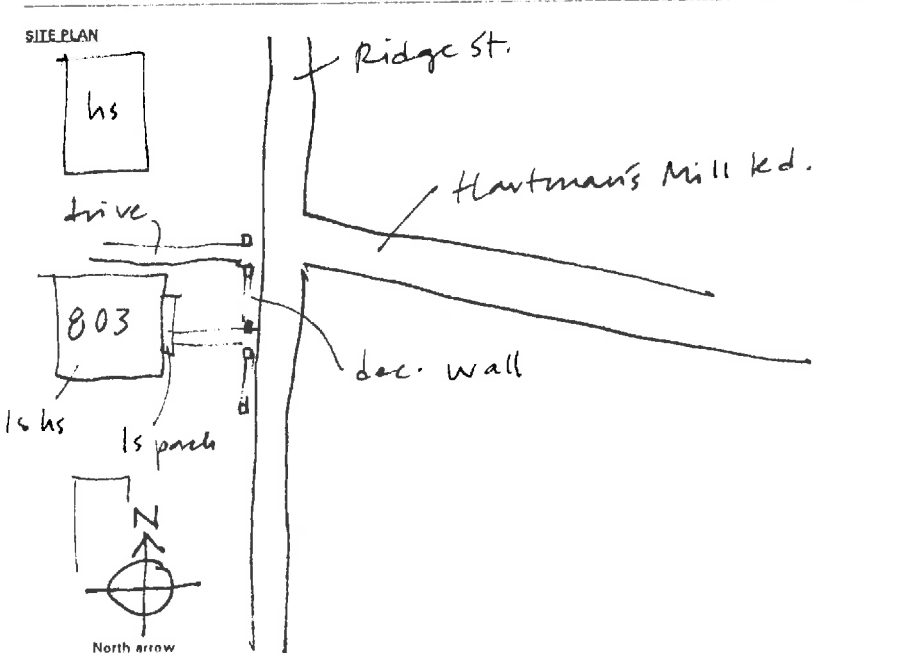 SITE PLAN
Ridge St.
hs
Hartman's Mill Rd.
drive
803
dec. wall
1s hs
1s porch
N
North arrow